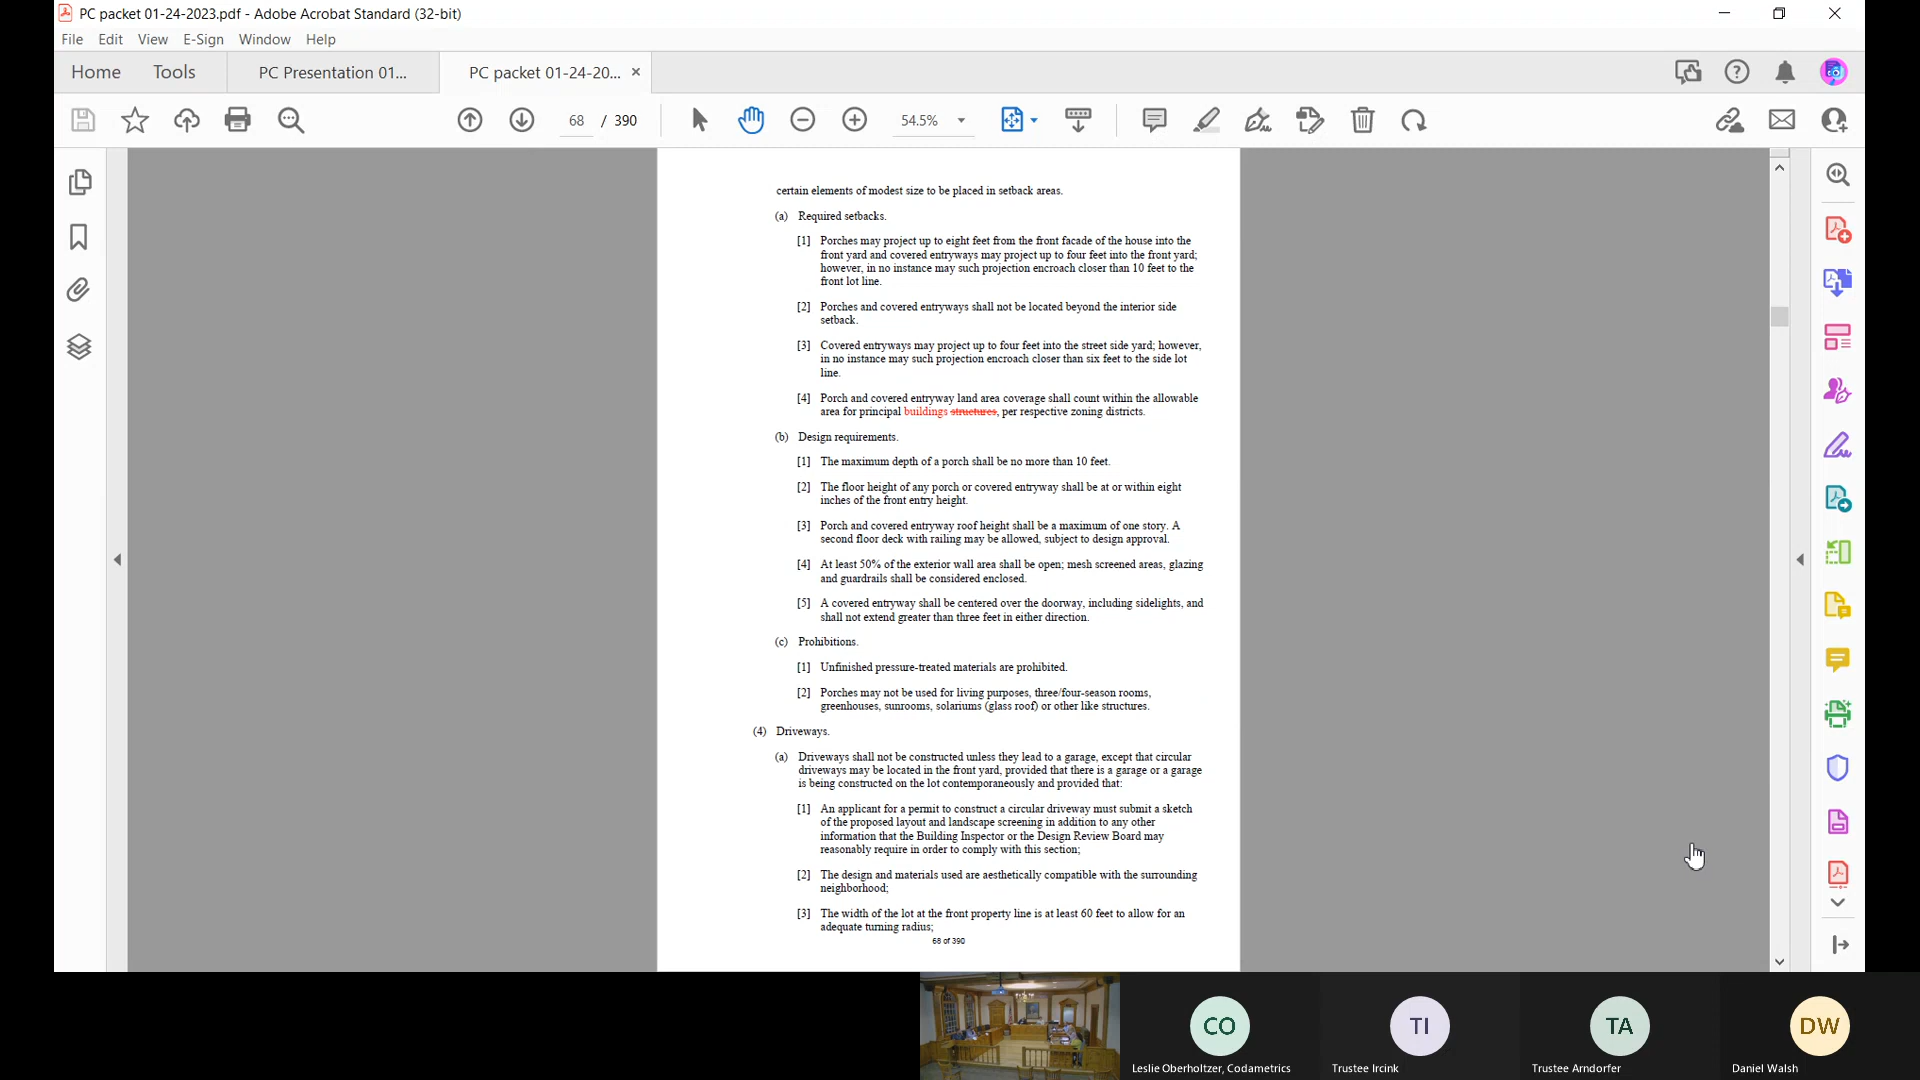 PC packet 01-24-2023.pdf - Adobe Acrobat Standard (32-bit)
File Edit View E-Sign Window Help
Home Tools PC Presentation 01... PC packet 01-24-20... ×
68 / 390 54.5%
certain elements of modest size to be placed in setback areas.
(a) Required setbacks.
[1] Porches may project up to eight feet from the front facade of the house into the
front yard and covered entryways may project up to four feet into the front yard;
however, in no instance may such projection encroach closer than 10 feet to the
front lot line.
[2] Porches and covered entryways shall not be located beyond the interior side
setback.
[3] Covered entryways may project up to four feet into the street side yard; however,
in no instance may such projection encroach closer than six feet to the side lot
line.
[4] Porch and covered entryway land area coverage shall count within the allowable
area for principal buildings structures, per respective zoning districts.
(b) Design requirements.
[1] The maximum depth of a porch shall be no more than 10 feet.
[2] The floor height of any porch or covered entryway shall be at or within eight
inches of the front entry height.
[3] Porch and covered entryway roof height shall be a maximum of one story. A
second floor deck with railing may be allowed, subject to design approval.
[4] At least 50% of the exterior wall area shall be open; mesh screened areas, glazing
and guardrails shall be considered enclosed.
[5] A covered entryway shall be centered over the doorway, including sidelights, and
shall not extend greater than three feet in either direction.
(c) Prohibitions.
[1] Unfinished pressure-treated materials are prohibited.
[2] Porches may not be used for living purposes, three/four-season rooms,
greenhouses, sunrooms, solariums (glass roof) or other like structures.
(4) Driveways.
(a) Driveways shall not be constructed unless they lead to a garage, except that circular
driveways may be located in the front yard, provided that there is a garage or a garage
is being constructed on the lot contemporaneously and provided that:
[1] An applicant for a permit to construct a circular driveway must submit a sketch
of the proposed layout and landscape screening in addition to any other
information that the Building Inspector or the Design Review Board may
reasonably require in order to comply with this section;
[2] The design and materials used are aesthetically compatible with the surrounding
neighborhood;
[3] The width of the lot at the front property line is at least 60 feet to allow for an
adequate turning radius;
68 of 390
CO TI TA DW
Leslie Oberholtzer, Codametrics Trustee Ircink Trustee Arndorfer Daniel Walsh